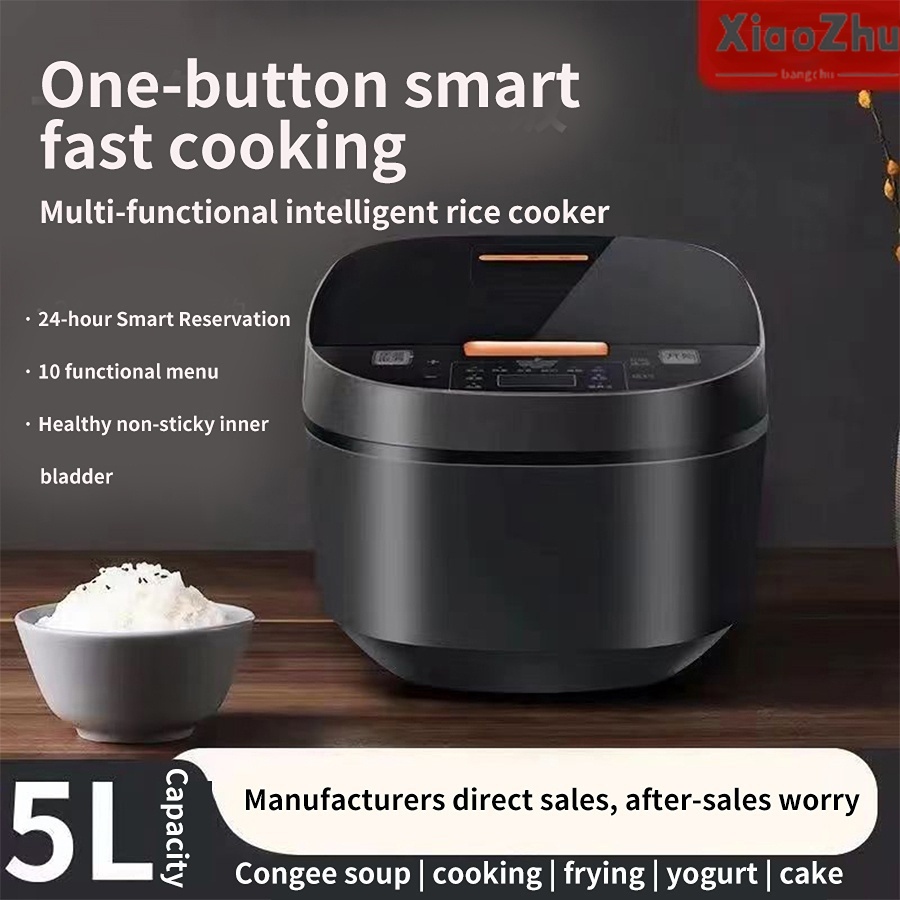 XiaoZhu
bangchu
One-button smart
fast cooking
Multi-functional intelligent rice cooker
· 24-hour Smart Reservation
· 10 functional menu
· Healthy non-sticky inner
bladder
5L
Capacity
Manufacturers direct sales, after-sales worry
Congee soup | cooking | frying | yogurt | cake